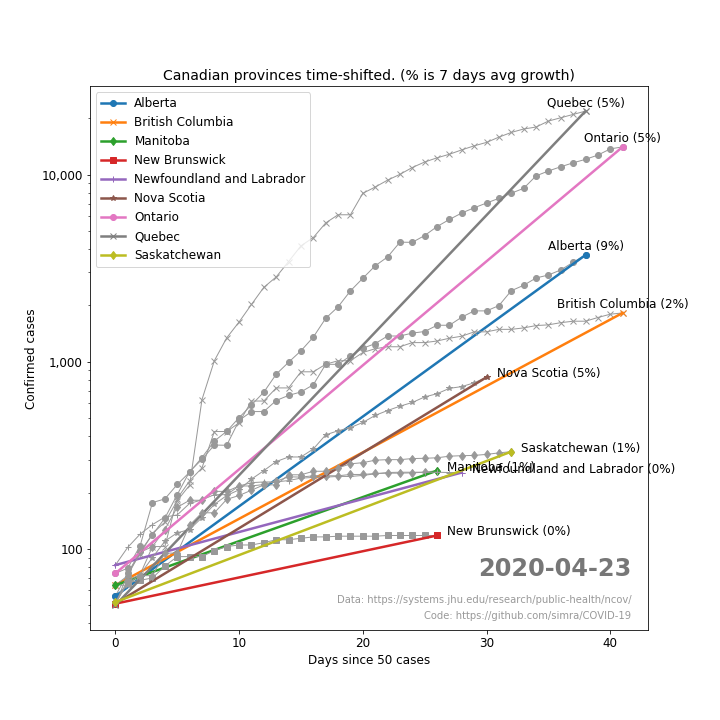 Canadian provinces time-shifted. (% is 7 days avg growth)
Alberta
British Columbia
Manitoba
New Brunswick
Newfoundland and Labrador
Nova Scotia
Ontario
Quebec
Saskatchewan
Quebec (5%)
Ontario (5%)
Alberta (9%)
British Columbia (2%)
Nova Scotia (5%)
Saskatchewan (1%)
Manitoba (1%)
Newfoundland and Labrador (0%)
New Brunswick (0%)
10,000
1,000
100
Confirmed cases
2020-04-23
Data: https://systems.jhu.edu/research/public-health/ncov/
Code: https://github.com/simra/COVID-19
0 10 20 30 40
Days since 50 cases